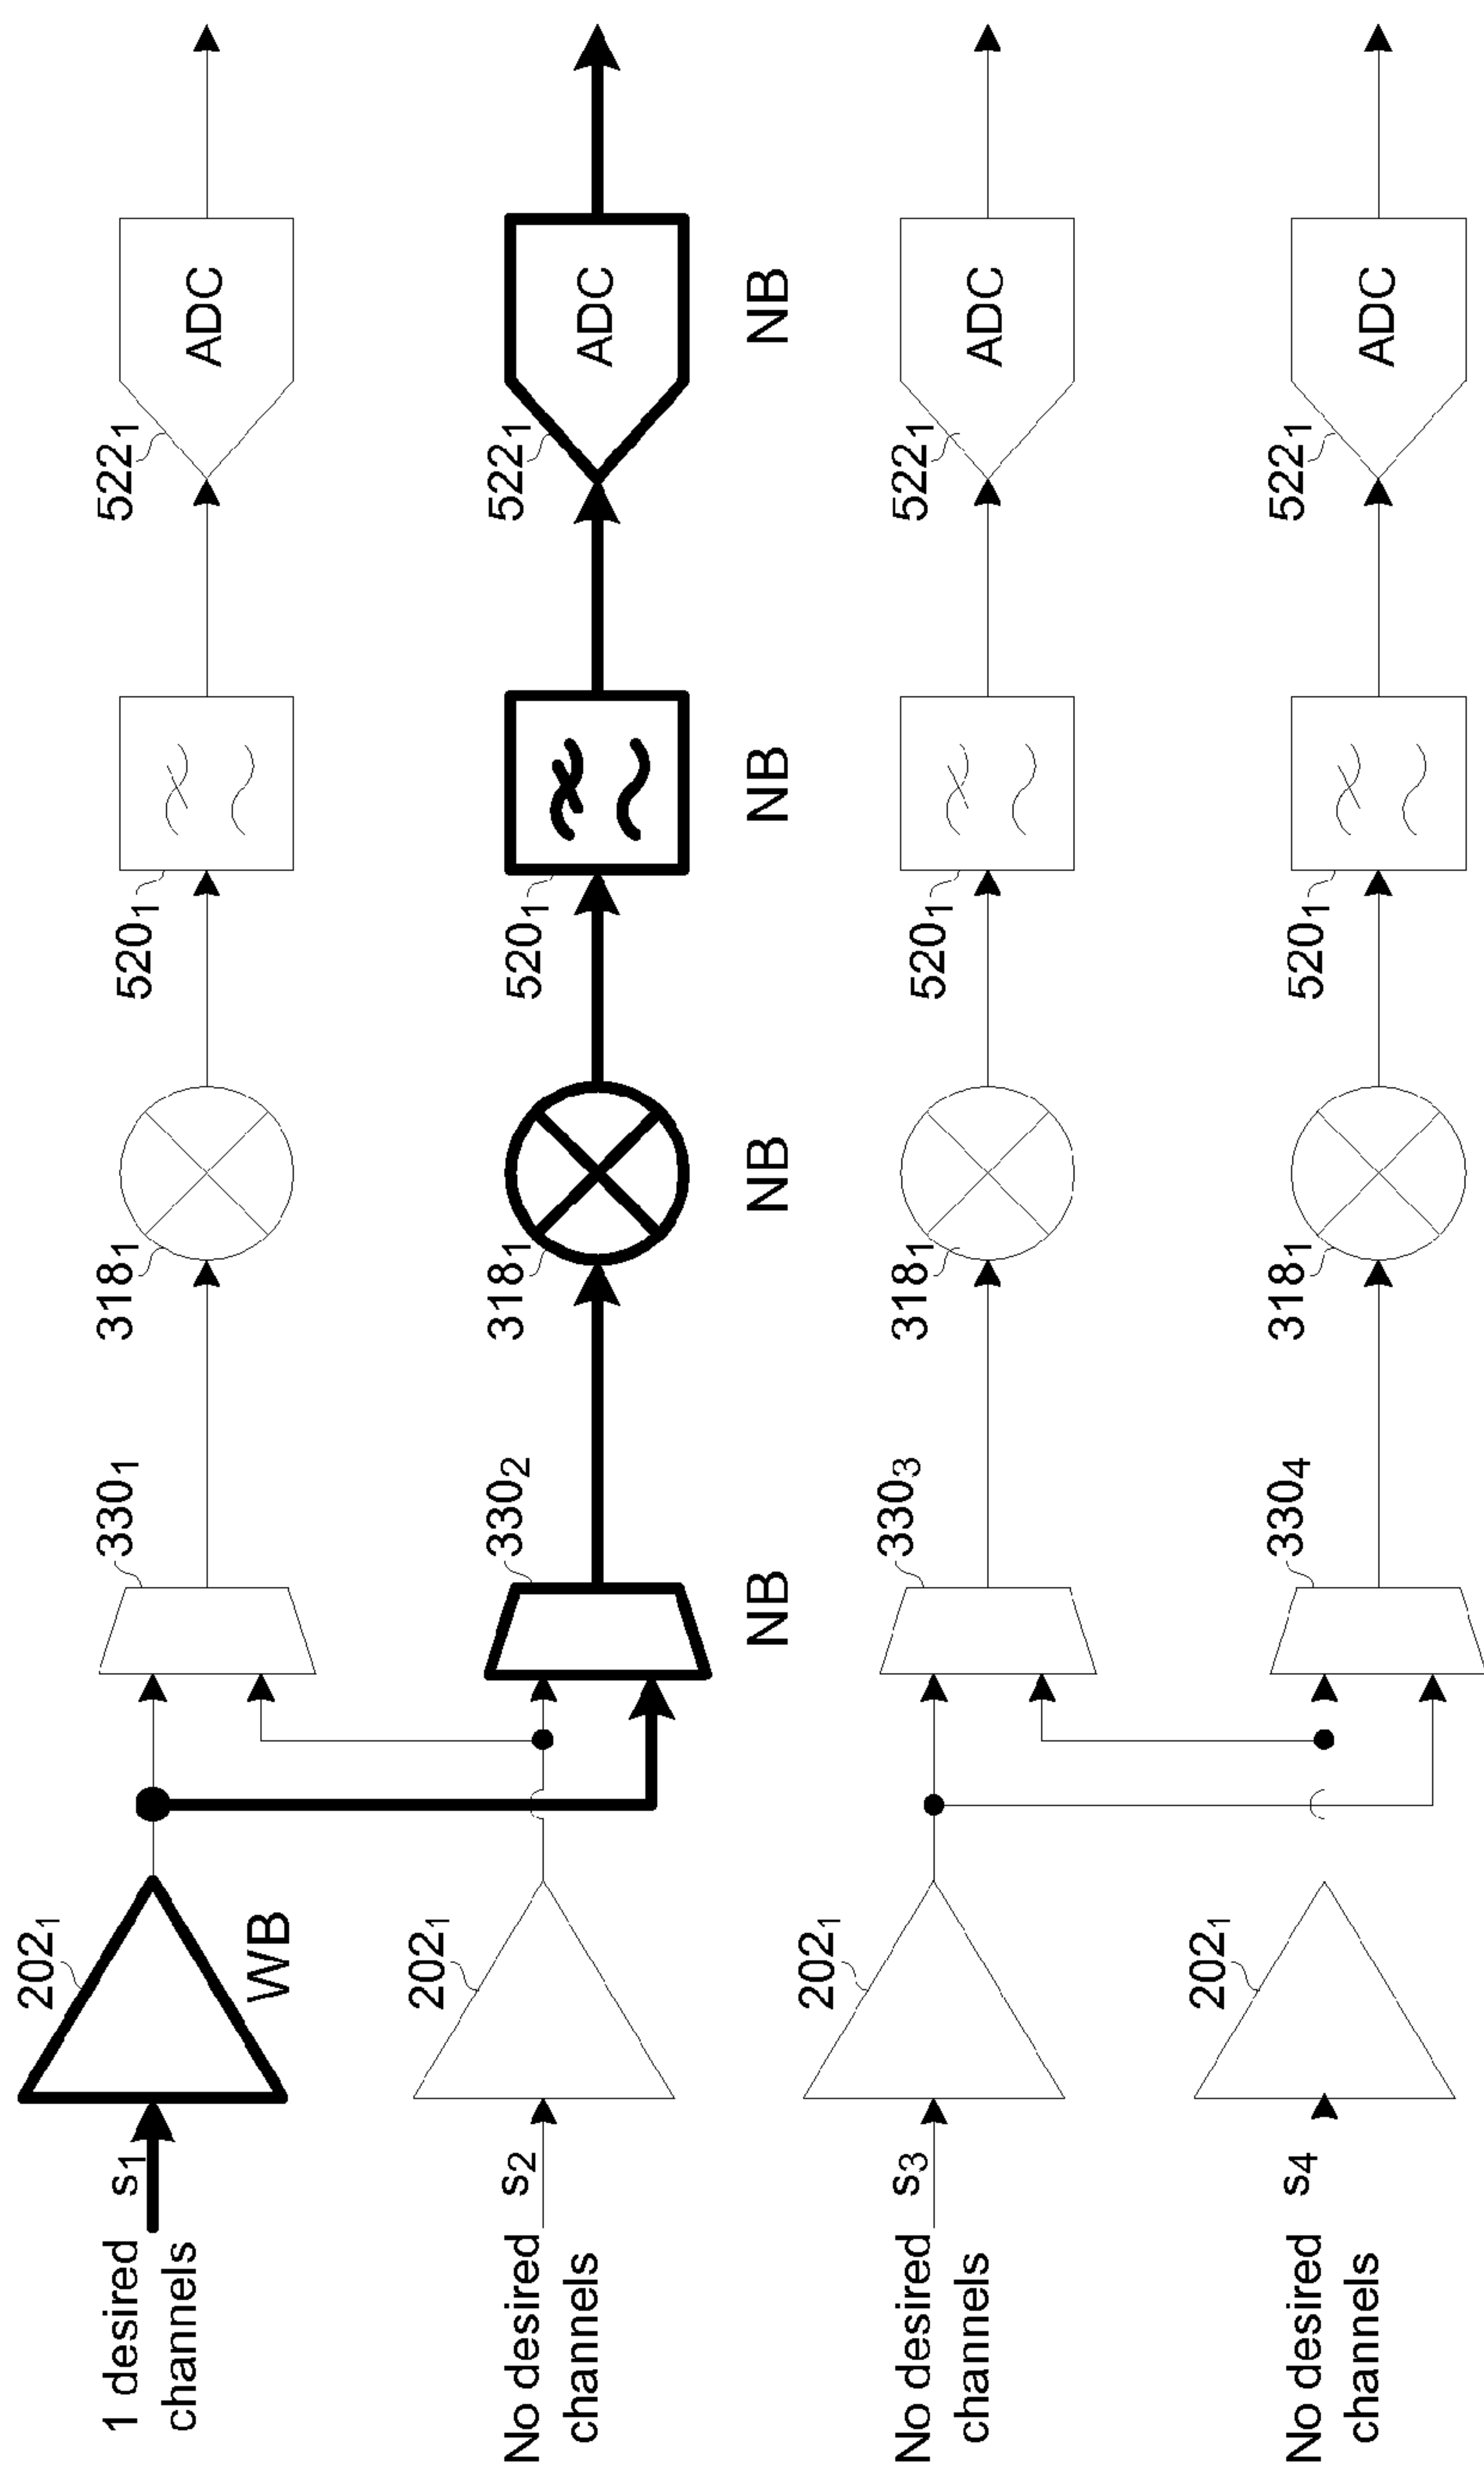 1 desired
channels
s1
2021
WB
3301
3181
5201
5221
ADC
No desired
channels
s2
2021
3302
NB
3181
NB
5201
NB
5221
ADC
NB
No desired
channels
s3
2021
3303
3181
5201
5221
ADC
No desired
channels
s4
2021
3304
3181
5201
5221
ADC